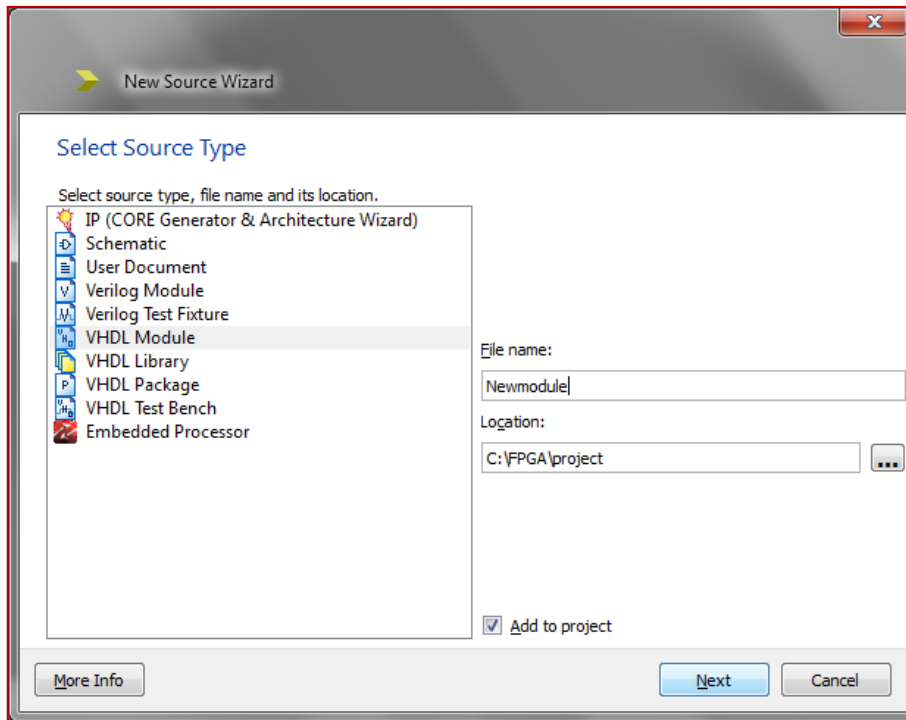 New Source Wizard
Select Source Type
Select source type, file name and its location.
IP (CORE Generator & Architecture Wizard)
Schematic
User Document
Verilog Module
Verilog Test Fixture
VHDL Module
VHDL Library
VHDL Package
VHDL Test Bench
Embedded Processor
File name:
Newmodule
Location:
C:\FPGA\project
...
Add to project
More Info
Next
Cancel